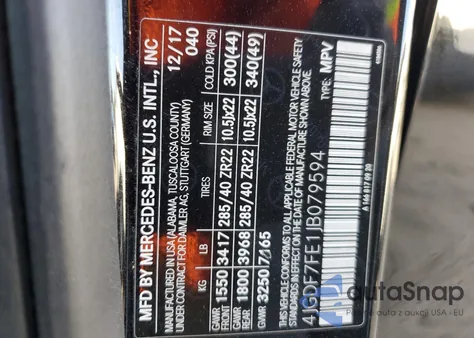 MFD BY MERCEDES-BENZ U.S. INTL., INC
MANUFACTURED IN USA (ALABAMA, TUSCALOOSA COUNTY)
UNDER CONTRACT FOR DAIMLER AG, STUTTGART (GERMANY)
12/17
040
KG LB TIRES RIM SIZE COLD KPA(PSI)
GAWR 1550 3417 285/40 ZR22 10.5Jx22 300(44)
GAWR 1800 3968 285/40 ZR22 10.5Jx22 340(49)
GVWR 3250 7165
THIS VEHICLE CONFORMS TO ALL APPLICABLE FEDERAL MOTOR VEHICLE SAFETY
STANDARDS IN EFFECT ON THE DATE OF MANUFACTURE SHOWN ABOVE
4JGDF7FE1JB079594 TYPE: MPV
A 166 817 09 20
autoSnap